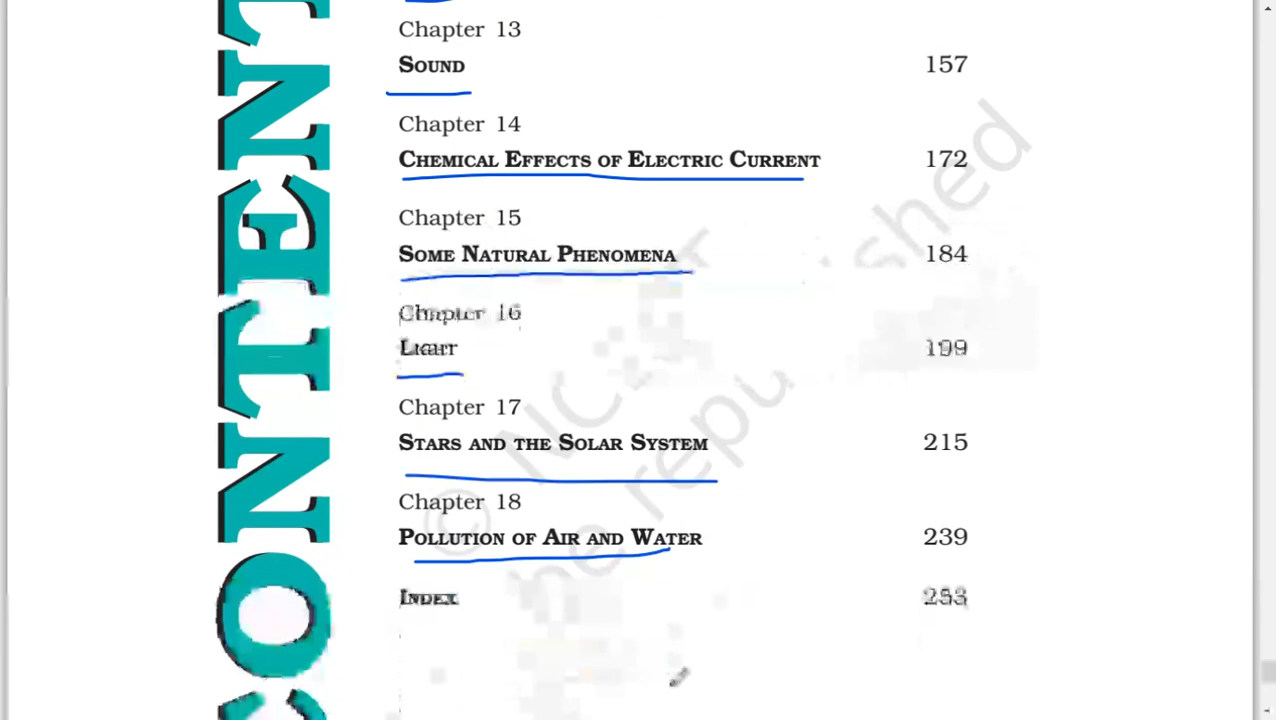 CONTENT
Chapter 13
SOUND 157
Chapter 14
CHEMICAL EFFECTS OF ELECTRIC CURRENT 172
Chapter 15
SOME NATURAL PHENOMENA 184
Chapter 16
LIGHT 199
Chapter 17
STARS AND THE SOLAR SYSTEM 215
Chapter 18
POLLUTION OF AIR AND WATER 239
INDEX